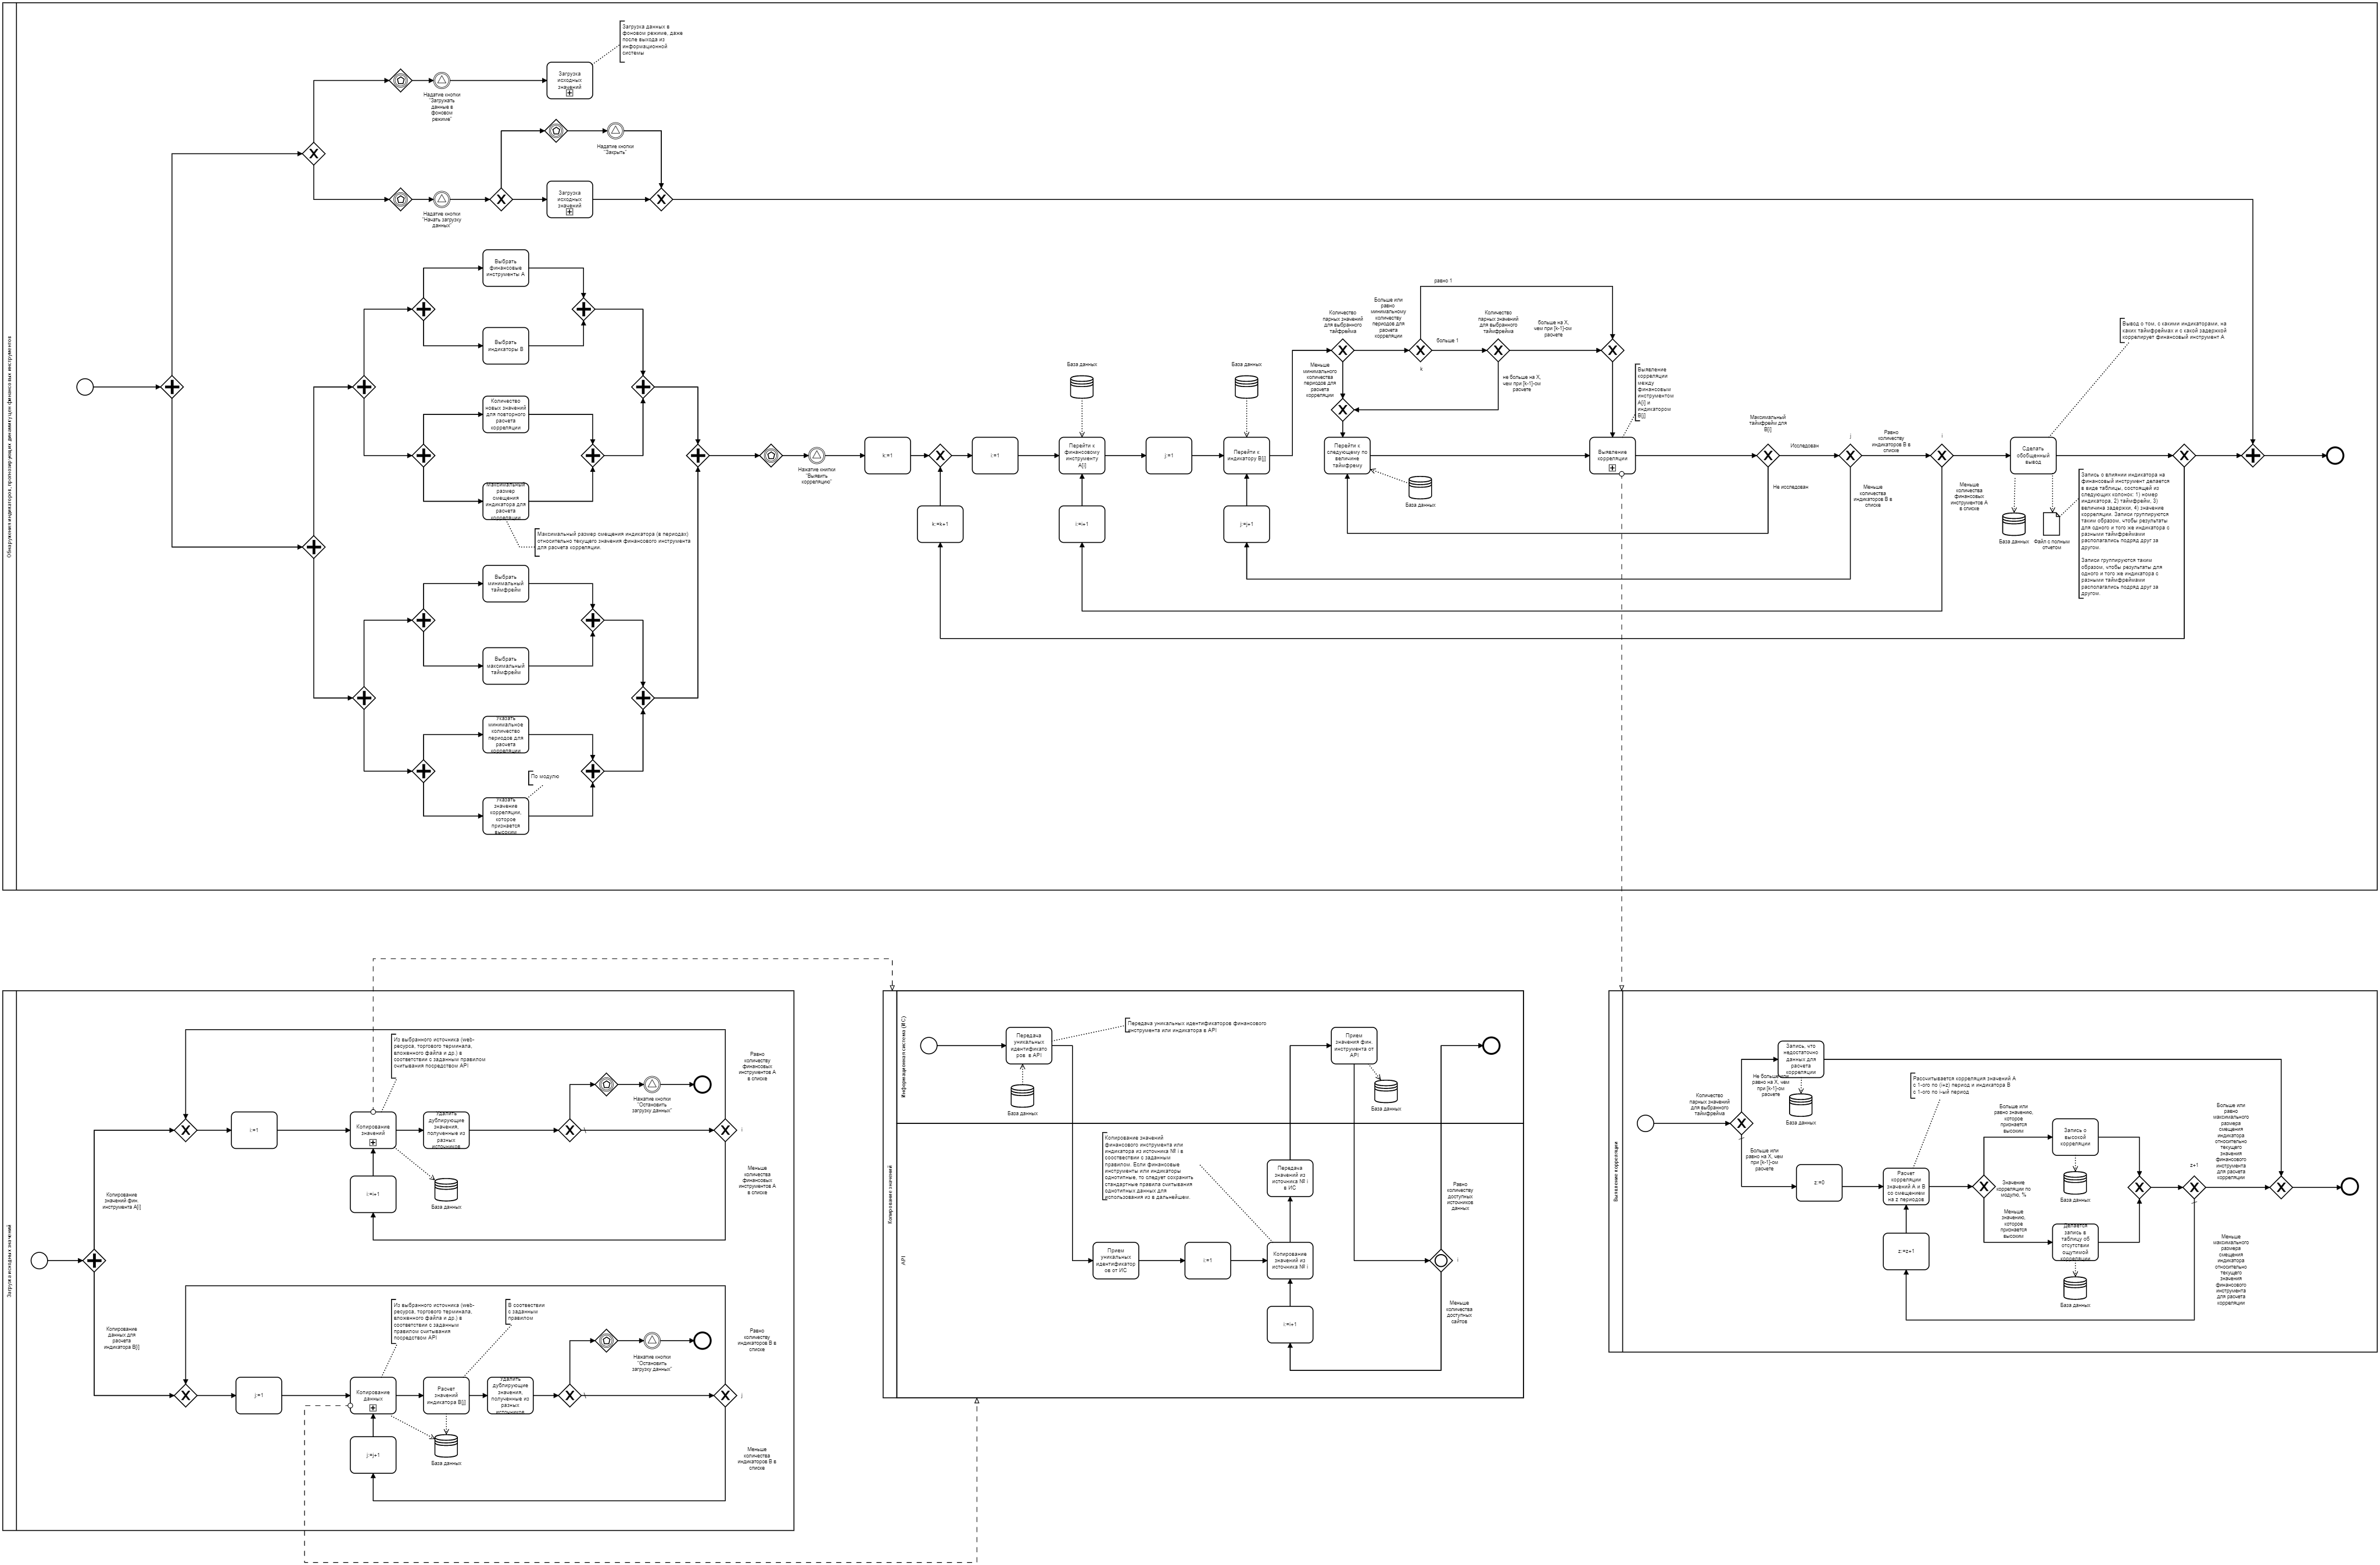 Обнаружения индикаторов, прогнозирующих динамику цен финансовых инструментов
Загрузка данных в
фоновом режиме, даже
после выхода из
информационной
системы
Загрузка
исходных
значений
Надатие кнопки
"Загружать
данные в
фоновом
режиме"
Надатие кнопки
"Закрыть"
Надатие кнопки
"Начать загрузку
данных"
Загрузка
исходных
значений
Выбрать
финансовые
инструменты А
Выбрать
индикаторы В
Количество
новых значений
для повторного
расчета
корреляции
Максимальный
размер
смещения
индикатора для
расчета
корреляции
Максимальный размер смещения индикатора (в периодах)
относительно текущего значения финансового инструмента
для расчета корреляции.
Выбрать
минимальный
таймфрейм
Выбрать
максимальный
таймфрейм
Указать
минимальное
количество
периодов для
расчета
корреляции
По модулю
Указать
значение
корреляции,
которое
признается
высоким
Нажатие кнопки
"Выявить
корреляцию"
k:=1
k:=k+1
i:=1
База данных
Перейти к
финансовому
инструменту
A[i]
i:=i+1
j:=1
База данных
Перейти к
индикатору B[j]
j:=j+1
Количество
парных значений
для выбранного
тайфрейма
Больше или
равно
минимальному
количеству
периодов для
расчета
корреляции
равно 1
больше 1
k
Количество
парных значений
для выбранного
таймфрейма
больше на X,
чем при [k-1]-ом
расчете
не больше на X,
чем при [k-1]-ом
расчете
Меньше
минимального
количества
периодов для
расчета
корреляции
Перейти к
следующему по
величине
таймфрему
База данных
Выявление
корреляции
между
финансовым
инструментом
A[i] и
индикатором
B[j]
Выявление
корреляции
Максимальный
таймфрейм для
B[j]
Исследован
Не исследован
j
Равно
количеству
индикаторов B в
списке
Меньше
количества
индикаторов B в
списке
i
Меньше
количества
финансовых
инструментов А
в списке
Вывод о том, с какими индикаторами, на
каких таймфреймах и с какой задержкой
коррелирует финансовый инструмент А
Сделать
обобщенный
вывод
База данных
Файл с полным
отчетом
Запись о влиянии индикатора на
финансовый инструмент делается
в виде таблицы, состоящей из
следующих колонок: 1) номер
индикатора, 2) таймфрейм, 3)
величина задержки, 4) значение
корреляции. Записи группируются
таким образом, чтобы результаты
для одного и того же индикатора с
разными таймфреймами
располагались подряд друг за
другом.
Записи группируются таким
образом, чтобы результаты для
одного и того же индикатора с
разными таймфреймами
располагались подряд друг за
другом.
Загрузка исходных значений
Копирование
значений фин.
инструмента A[i]
Копирование
данных для
расчета
индикатора B[j]
Из выбранного источника (web-
ресурса, торгового терминала,
вложенного файла и др.) в
соответствии с заданным правилом
считывания посредством API
i:=1
Копирование
значений
Удалить
дублирующие
значения,
полученные из
разных
источников
i:=i+1
База данных
Нажатие кнопки
"Остановить
загрузку данных"
Равно
количеству
финансовых
инструментов А
в списке
i
Меньше
количества
финансовых
инструментов А
в списке
Из выбранного источника (web-
ресурса, торгового терминала,
вложенного файла и др.) в
соответствии с заданным
правилом считывания
посредством API
В соотвествии
с заданным
правилом
j:=1
Копирование
данных
Расчет
значений
индикатора B[j]
Удалить
дублирующие
значения,
полученные из
разных
источников
j:=j+1
База данных
Нажатие кнопки
"Остановить
загрузку данных"
Равно
количеству
индикаторов B в
списке
j
Меньше
количества
индикаторов B в
списке
Копирование значений
Информационная система (ИС)
API
Передача
уникальных
идентификато
ров в API
Передача уникальных идентификаторов финансового
инструмента или индикатора в API
База данных
Прием
значения фин.
инструмента от
API
База данных
Копирование значений
финансового инструмента или
индикатора из источника № i в
соостветствии с заданным
правилом. Если финансовые
инструменты или индикаторы
однотипные, то следует сохранить
стандартные правила считывания
однотипных данных для
использования из в дальнейшем.
Передача
значений из
источника № i
в ИС
Прием
уникальных
идентификатор
ов от ИС
i:=1
Копирование
значений из
источника № i
i:=i+1
Равно
количеству
доступных
источников
данных
i
Меньше
количества
доступных
сайтов
Выявление корреляции
Количество
парных значений
для выбранного
таймфрейма
Запись, что
недостаточно
данных для
расчета
корреляции
Не больше или
равно на X, чем
при [k-1]-ом
расчете
База данных
Больше или
равно на X, чем
при [k-1]-ом
расчете
z:=0
Рассчитывается корреляция значений А
с 1-ого по (i+z) период и индикатора В
с 1-ого по i-ый период
Расчет
корреляции
значений А и В
со смещением
на z периодов
z:=z+1
Больше или
равно значению,
которое
признается
высоким
Значение
корреляции по
модулю, %
Меньше
значению,
которое
признается
высоким
Запись о
высокой
корреляции
База данных
Делается
запись в
таблицу об
отсутствии
ощутимой
корреляции
База данных
z+1
Больше или
равно
максимального
размера
смещения
индикатора
относительно
текущего
значения
финансового
инструмента
для расчета
корреляции
Меньше
максимального
размера
смещения
индикатора
относительно
текущего
значения
финансового
инструмента
для расчета
корреляции